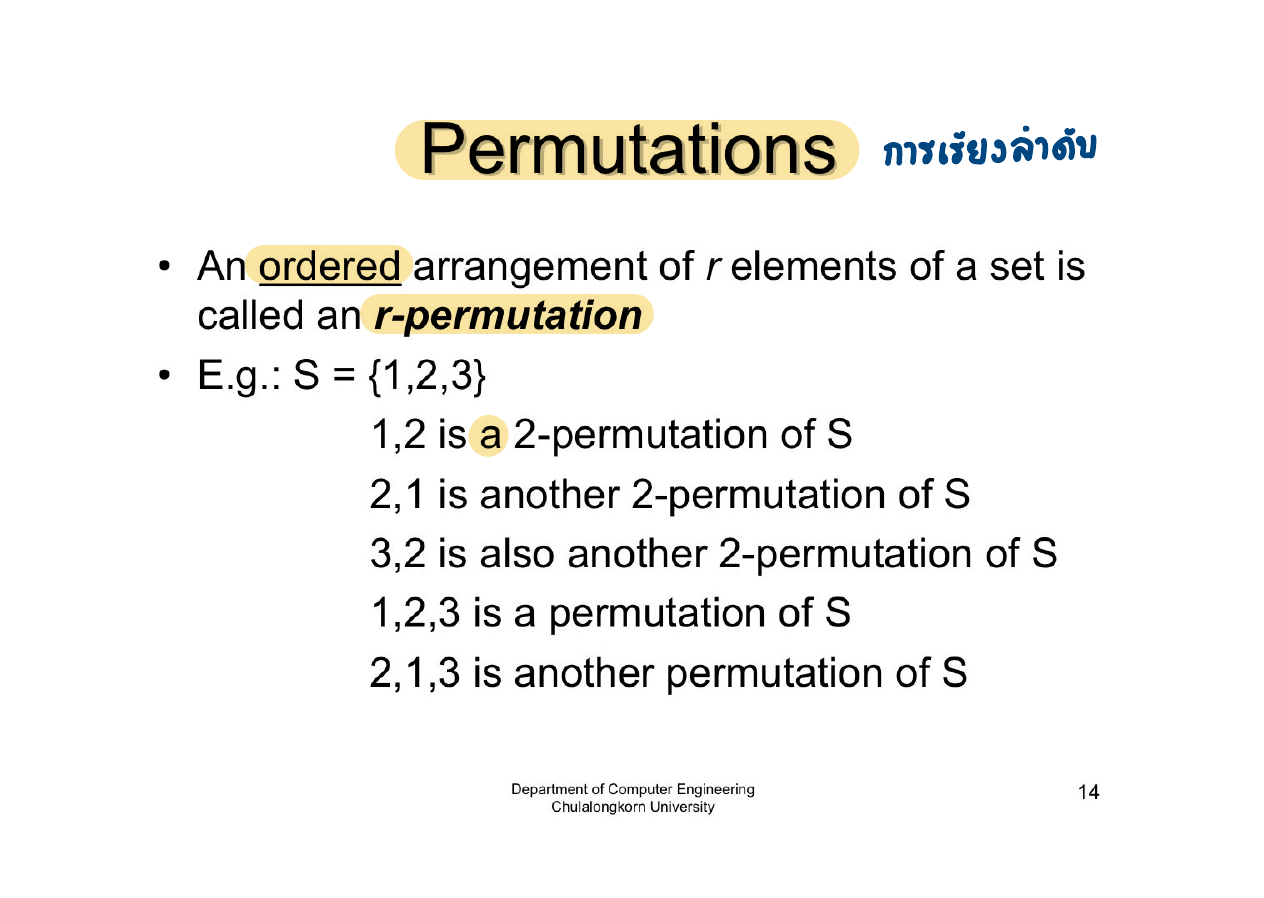 Permutations การเรียงลำดับ
• An ordered arrangement of r elements of a set is
called an r-permutation
• E.g.: S = {1,2,3}
1,2 is a 2-permutation of S
2,1 is another 2-permutation of S
3,2 is also another 2-permutation of S
1,2,3 is a permutation of S
2,1,3 is another permutation of S
Department of Computer Engineering
Chulalongkorn University
14